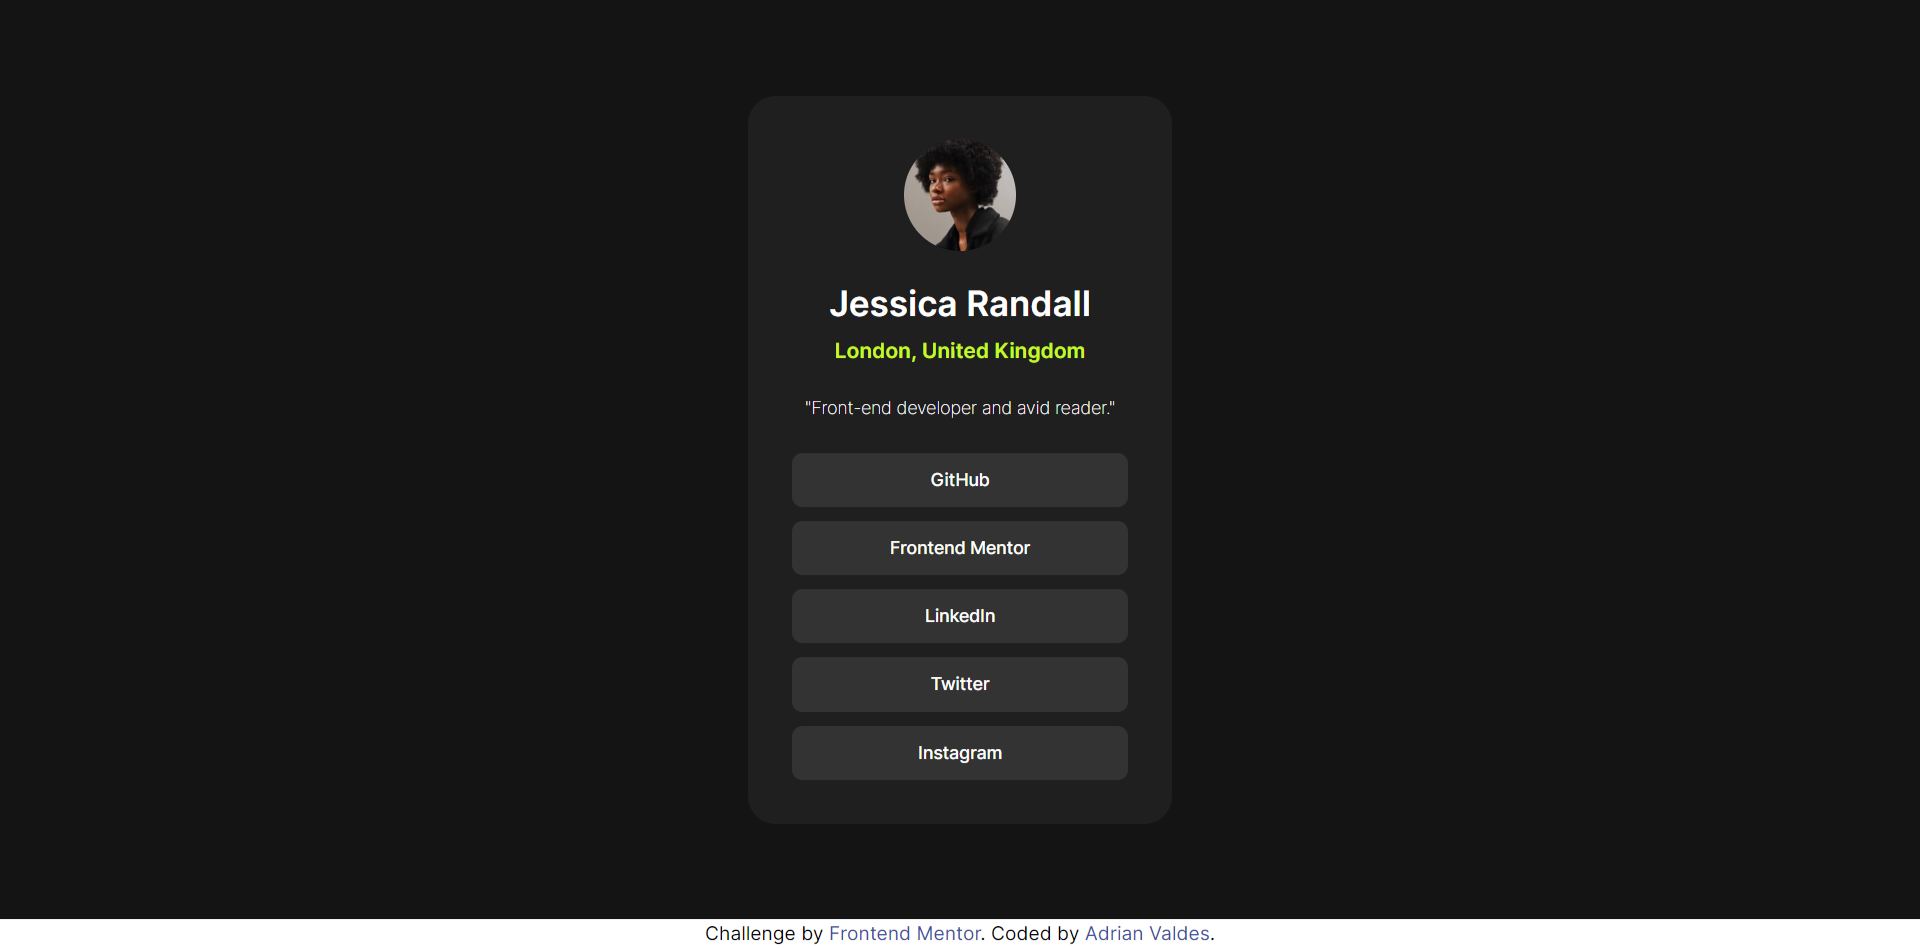 Jessica Randall
London, United Kingdom
"Front-end developer and avid reader."
GitHub
Frontend Mentor
LinkedIn
Twitter
Instagram
Challenge by Frontend Mentor. Coded by Adrian Valdes.